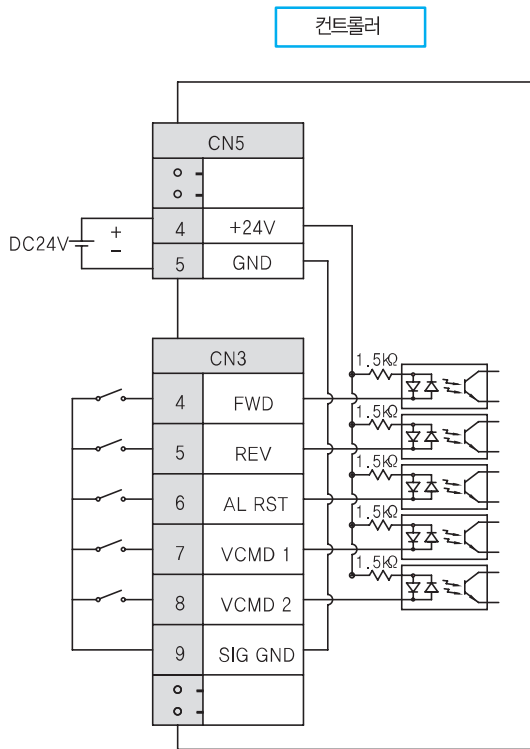 컨트롤러
CN5
DC24V
+
−
4 +24V
5 GND
CN3
4 FWD
5 REV
6 AL RST
7 VCMD 1
8 VCMD 2
9 SIG GND
1.5kΩ
1.5kΩ
1.5kΩ
1.5kΩ
1.5kΩ